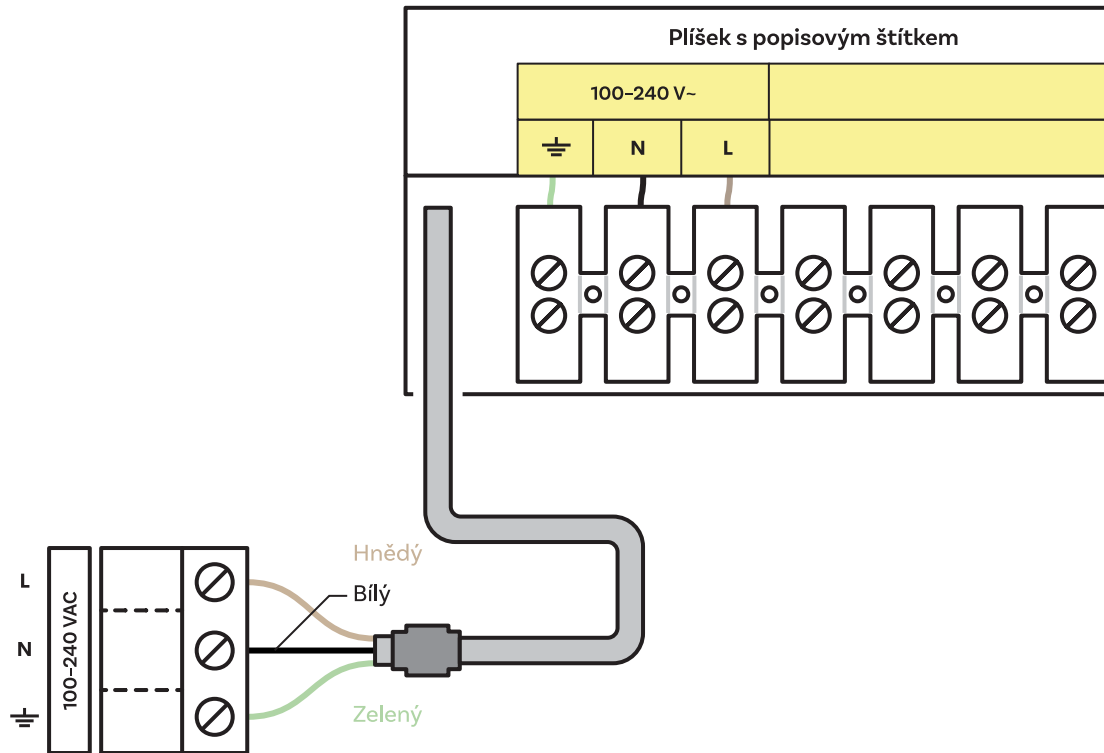 Plíšek s popisovým štítkem
100–240 V~
N L
Hnědý
Bílý
Zelený
L
N
100–240 VAC